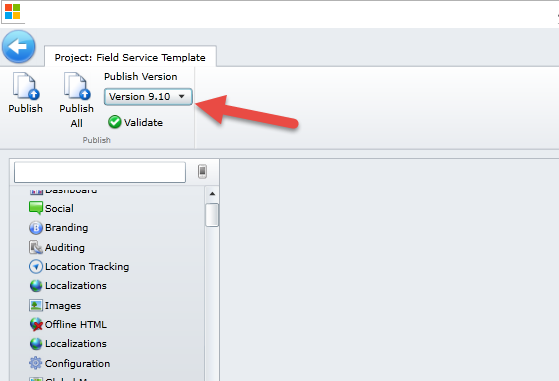 Project: Field Service Template
Publish Version
Version 9.10
Publish
Publish All
Validate
Publish
Dashboard
Social
Branding
Auditing
Location Tracking
Localizations
Images
Offline HTML
Localizations
Configuration